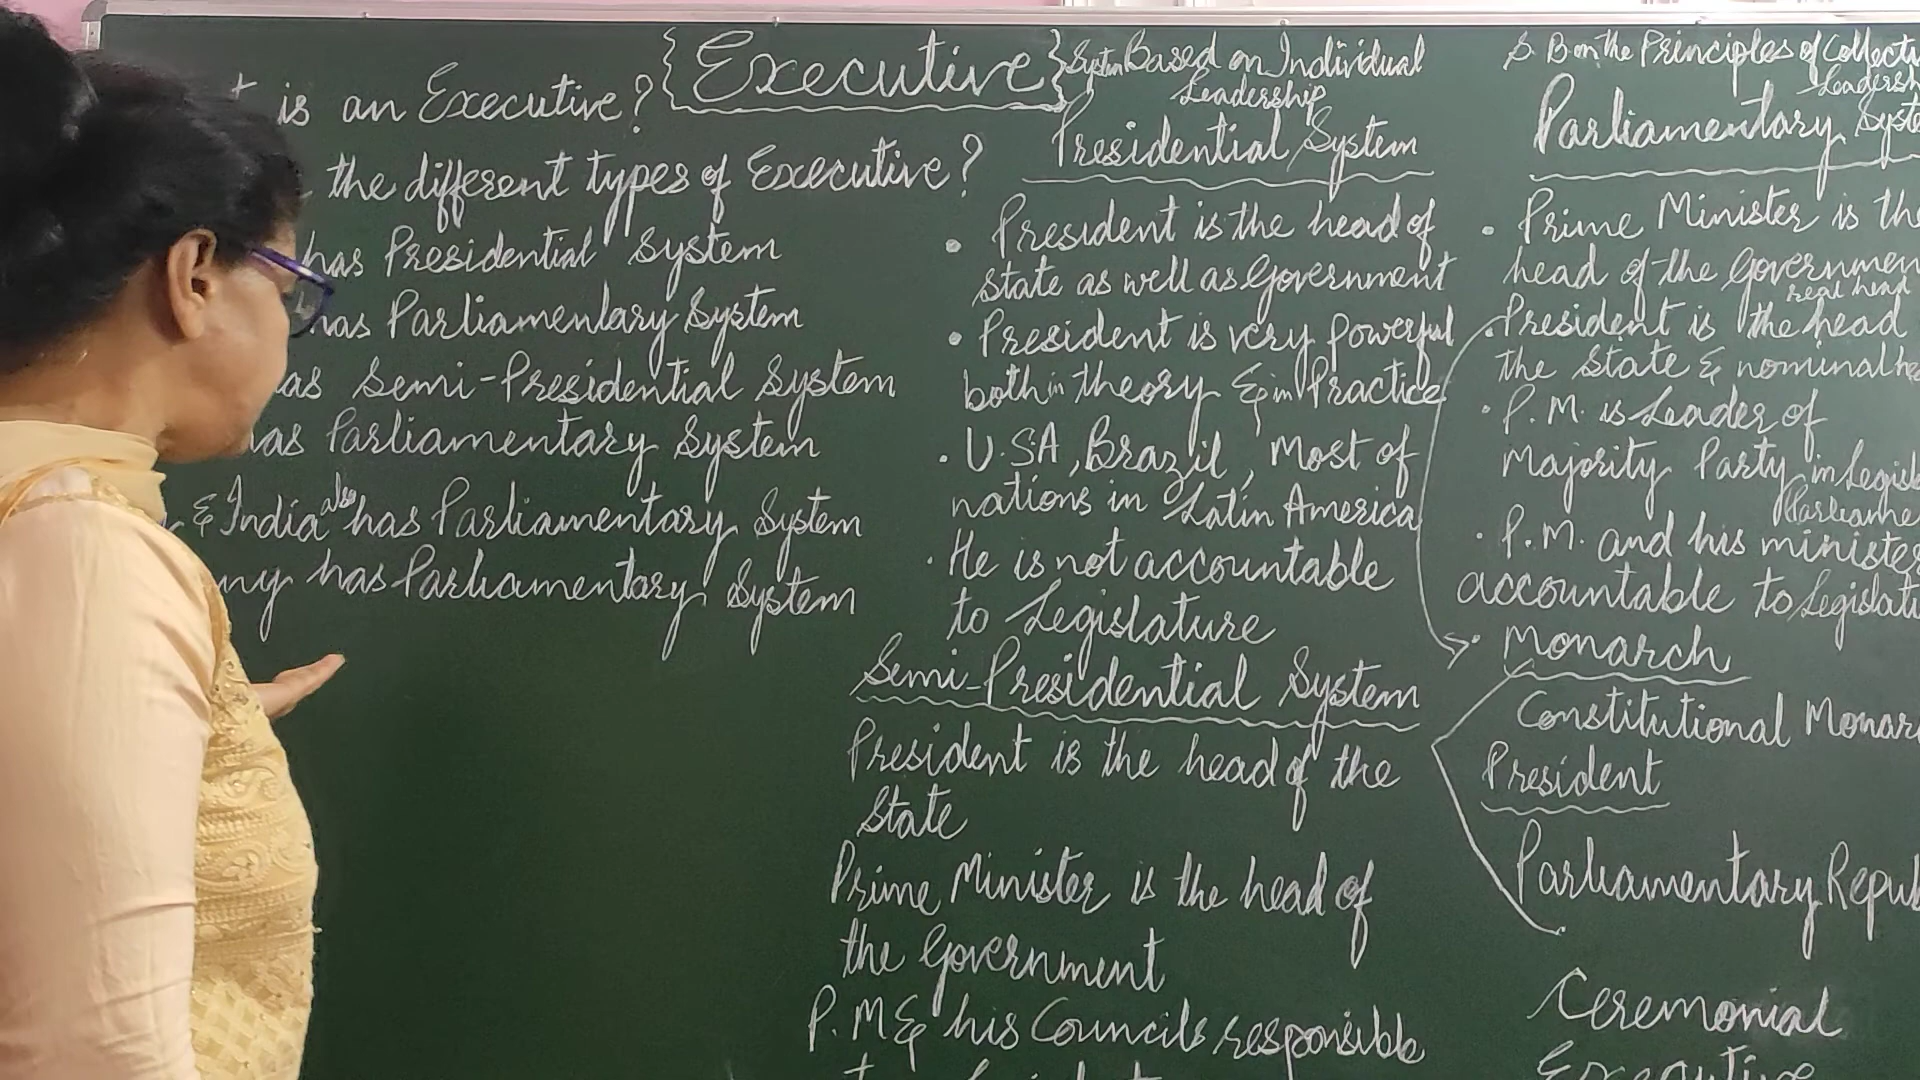 {Executive}
is an Executive?
the different types of Executive?
has Presidential System
has Parliamentary System
as Semi-Presidential System
as Parliamentary System
& India also has Parliamentary System
ny has Parliamentary System
System Based on Individual
Leadership
Presidential System
• President is the head of
state as well as Government
• President is very powerful
both in theory & in Practice
• U.S.A, Brazil, Most of
nations in Latin America
• He is not accountable
to Legislature
Semi-Presidential System
President is the head of the
State
Prime Minister is the head of
the Government
P.M & his Councils responsible
S. B on the Principles of Collecti
Leadersh
Parliamentary Syste
• Prime Minister is the
head of the Governmen
real head
• President is the head
the State & nominal he
• P.M. is Leader of
Majority Party in Legisl
Parliame
• P.M. and his minister
accountable to Legislatu
• Monarch
Constitutional Monar
President
Parliamentary Repub
Ceremonial
Executive